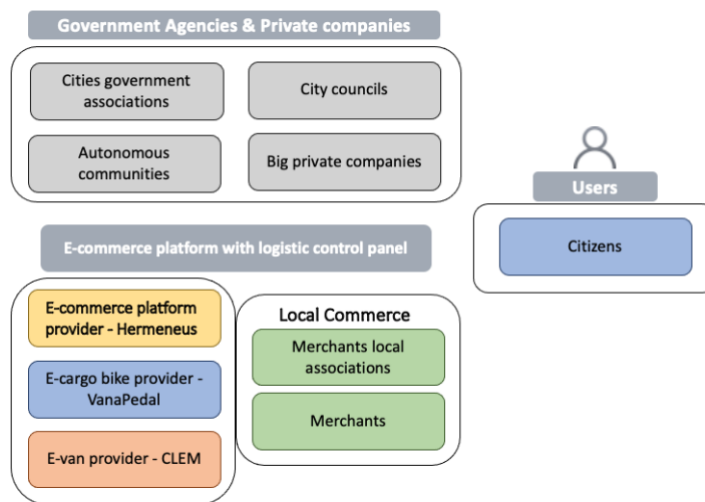 Government Agencies & Private companies
Cities government
associations
City councils
Autonomous
communities
Big private companies
Users
Citizens
E-commerce platform with logistic control panel
E-commerce platform
provider - Hermeneus
E-cargo bike provider -
VanaPedal
E-van provider - CLEM
Local Commerce
Merchants local
associations
Merchants